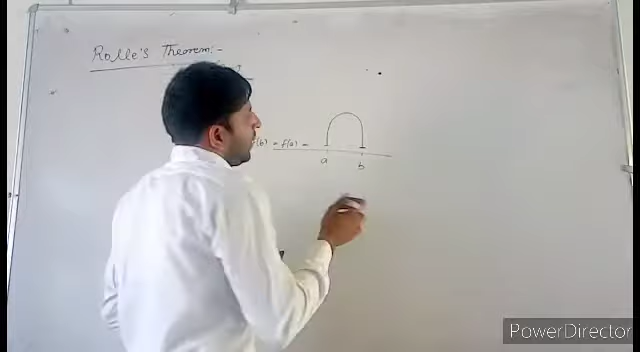 Rolle's Theorem:-
f(b) = f(a) =
a
b
PowerDirector